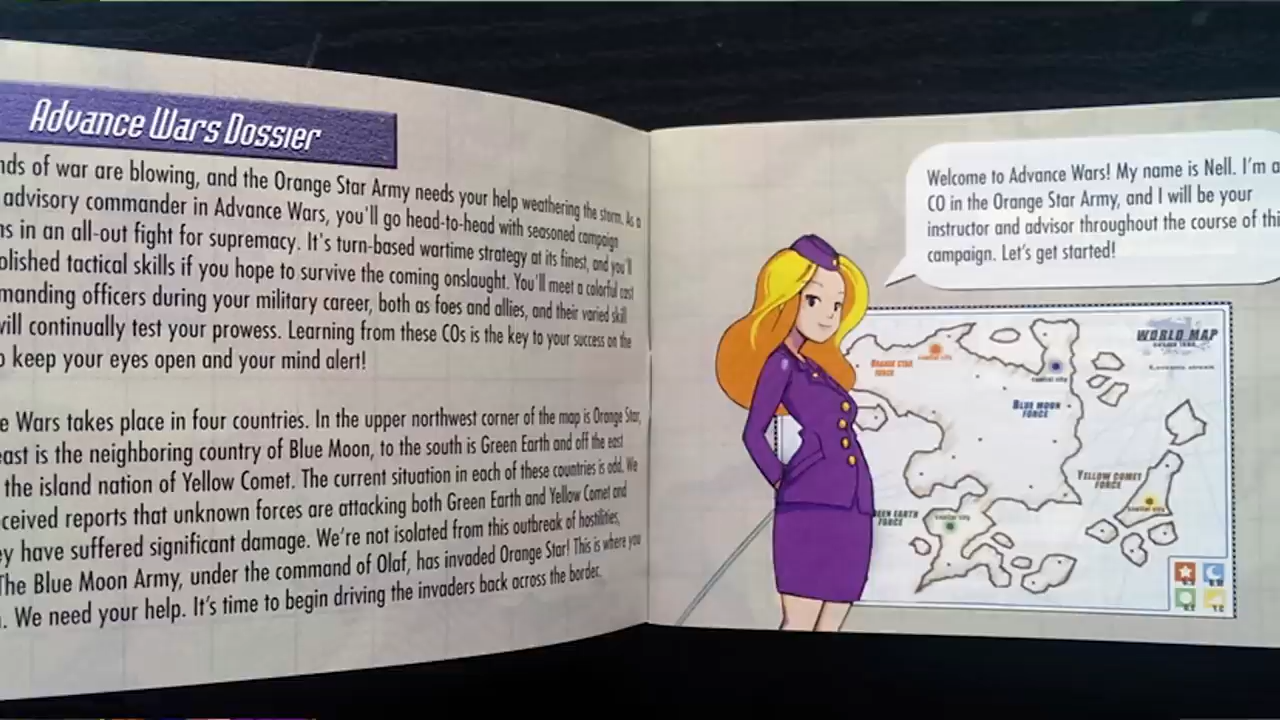 Advance Wars Dossier
nds of war are blowing, and the Orange Star Army needs your help weathering the storm. As a
advisory commander in Advance Wars, you'll go head-to-head with seasoned campaign
ns in an all-out fight for supremacy. It's turn-based wartime strategy at its finest, and you'll
olished tactical skills if you hope to survive the coming onslaught. You'll meet a colorful cast
manding officers during your military career, both as foes and allies, and their varied skill
will continually test your prowess. Learning from these COs is the key to your success on the
o keep your eyes open and your mind alert!
e Wars takes place in four countries. In the upper northwest corner of the map is Orange Star,
east is the neighboring country of Blue Moon, to the south is Green Earth and off the east
the island nation of Yellow Comet. The current situation in each of these countries is odd. We
ceived reports that unknown forces are attacking both Green Earth and Yellow Comet and
ey have suffered significant damage. We're not isolated from this outbreak of hostilities,
The Blue Moon Army, under the command of Olaf, has invaded Orange Star! This is where you
. We need your help. It's time to begin driving the invaders back across the border.
Welcome to Advance Wars! My name is Nell. I'm a
CO in the Orange Star Army, and I will be your
instructor and advisor throughout the course of thi
campaign. Let's get started!
WORLD MAP
ORANGE STAR
FORCE
CAPITAL CITY
CAPITAL CITY
BLUE MOON
FORCE
YELLOW COMET
FORCE
CAPITAL CITY
EEN EARTH
FORCE
CAPITAL CITY